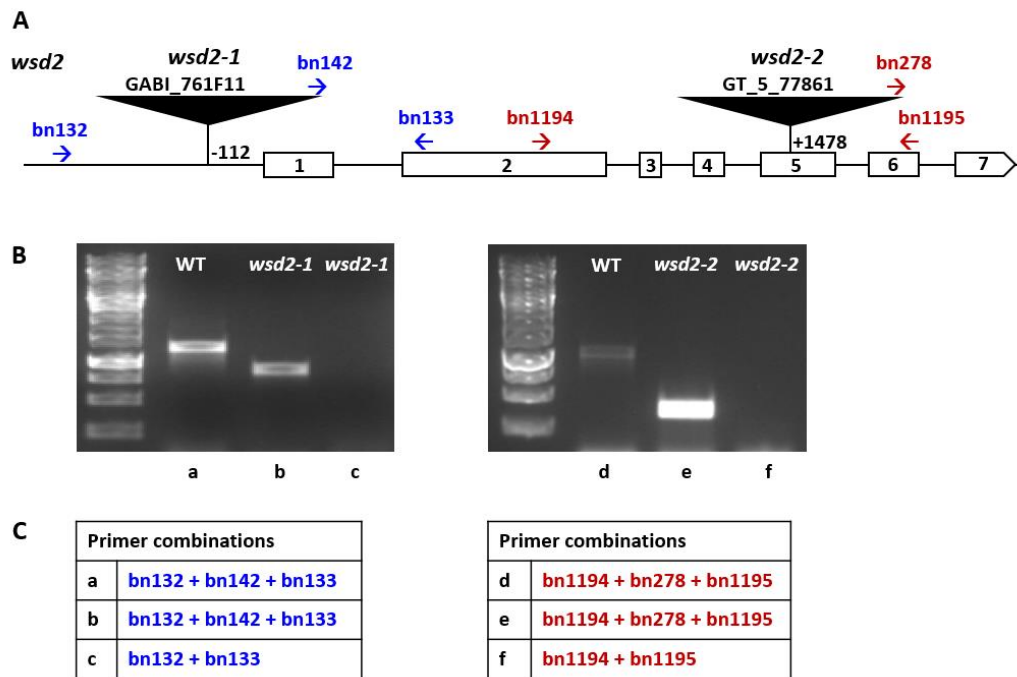 A
wsd2
wsd2-1
GABI_761F11
bn142
wsd2-2
GT_5_77861
bn278
bn132
bn133
bn1194
bn1195
-112
+1478
1 2 3 4 5 6 7
B
WT wsd2-1 wsd2-1
a b c
WT wsd2-2 wsd2-2
d e f
C
Primer combinations
a bn132 + bn142 + bn133
b bn132 + bn142 + bn133
c bn132 + bn133
Primer combinations
d bn1194 + bn278 + bn1195
e bn1194 + bn278 + bn1195
f bn1194 + bn1195